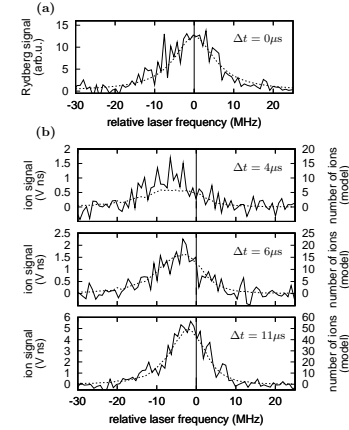 (a)
Rydberg signal
(arb.u.)
15
10
5
0
Δt = 0μs
-30 -20 -10 0 10 20
relative laser frequency (MHz)
(b)
ion signal
(V ns)
2
1.5
1
0.5
0
Δt = 4μs
20
15
10
5
0
number of ions
(model)
ion signal
(V ns)
2.5
2
1.5
1
0.5
0
Δt = 6μs
25
20
15
10
5
0
number of ions
(model)
ion signal
(V ns)
6
5
4
3
2
1
0
Δt = 11μs
60
50
40
30
20
10
0
number of ions
(model)
-30 -20 -10 0 10 20
relative laser frequency (MHz)